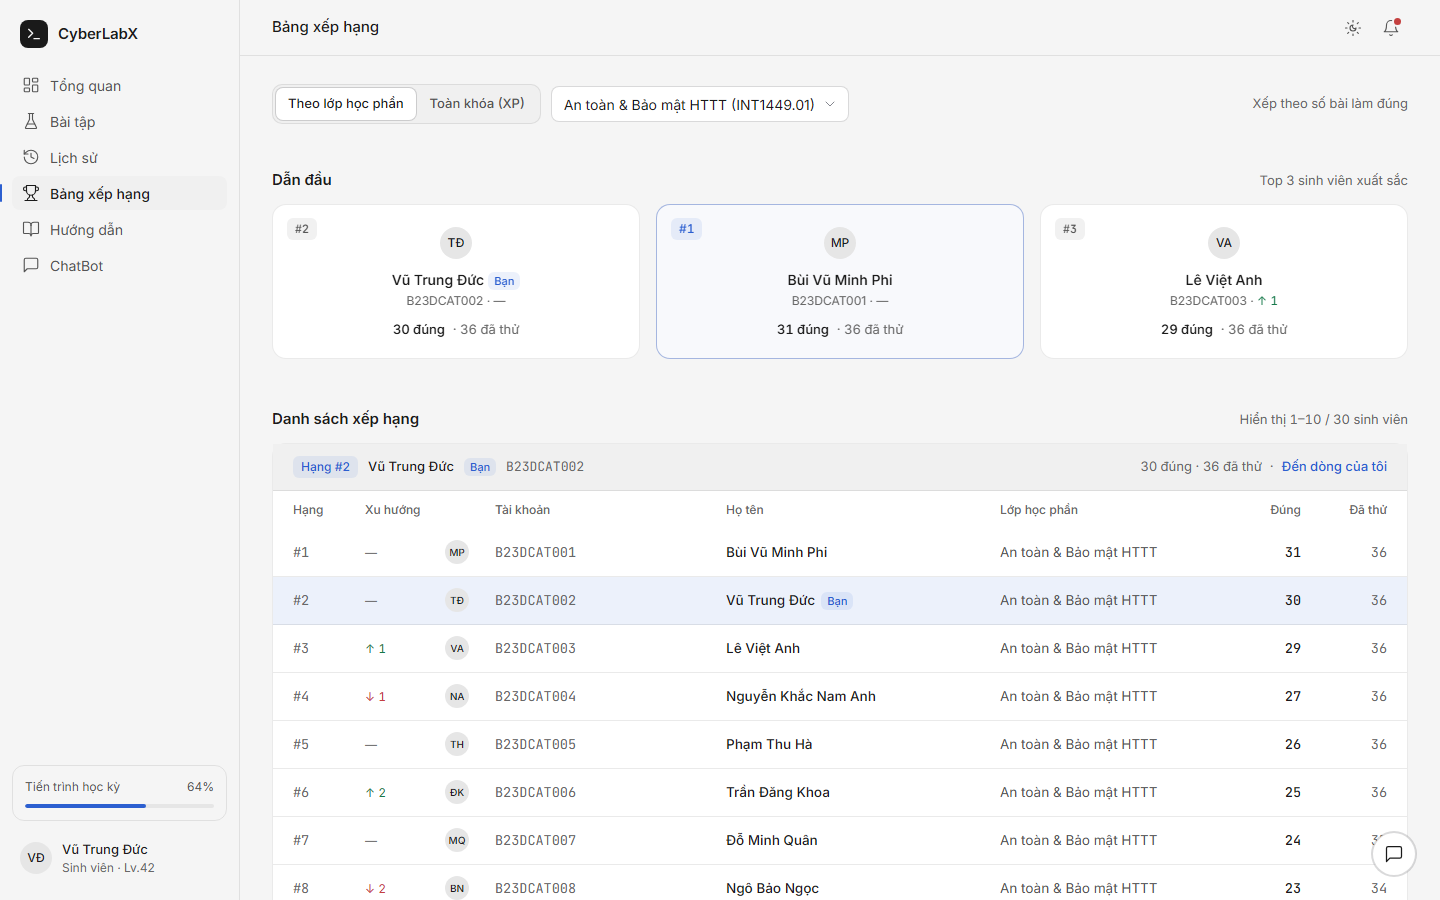 CyberLabX
Tổng quan
Bài tập
Lịch sử
Bảng xếp hạng
Hướng dẫn
ChatBot
Tiến trình học kỳ 64%
VĐ Vũ Trung Đức
Sinh viên · Lv.42
Bảng xếp hạng
Theo lớp học phần Toàn khóa (XP) An toàn & Bảo mật HTTT (INT1449.01) Xếp theo số bài làm đúng
Dẫn đầu Top 3 sinh viên xuất sắc
#2
TĐ
Vũ Trung Đức Bạn
B23DCAT002 · —
30 đúng · 36 đã thử
#1
MP
Bùi Vũ Minh Phi
B23DCAT001 · —
31 đúng · 36 đã thử
#3
VA
Lê Việt Anh
B23DCAT003 · ↑ 1
29 đúng · 36 đã thử
Danh sách xếp hạng Hiển thị 1–10 / 30 sinh viên
Hạng #2 Vũ Trung Đức Bạn B23DCAT002 30 đúng · 36 đã thử · Đến dòng của tôi
Hạng Xu hướng Tài khoản Họ tên Lớp học phần Đúng Đã thử
#1 — MP B23DCAT001 Bùi Vũ Minh Phi An toàn & Bảo mật HTTT 31 36
#2 — TĐ B23DCAT002 Vũ Trung Đức Bạn An toàn & Bảo mật HTTT 30 36
#3 ↑ 1 VA B23DCAT003 Lê Việt Anh An toàn & Bảo mật HTTT 29 36
#4 ↓ 1 NA B23DCAT004 Nguyễn Khắc Nam Anh An toàn & Bảo mật HTTT 27 36
#5 — TH B23DCAT005 Phạm Thu Hà An toàn & Bảo mật HTTT 26 36
#6 ↑ 2 ĐK B23DCAT006 Trần Đăng Khoa An toàn & Bảo mật HTTT 25 36
#7 — MQ B23DCAT007 Đỗ Minh Quân An toàn & Bảo mật HTTT 24
#8 ↓ 2 BN B23DCAT008 Ngô Bảo Ngọc An toàn & Bảo mật HTTT 23 34